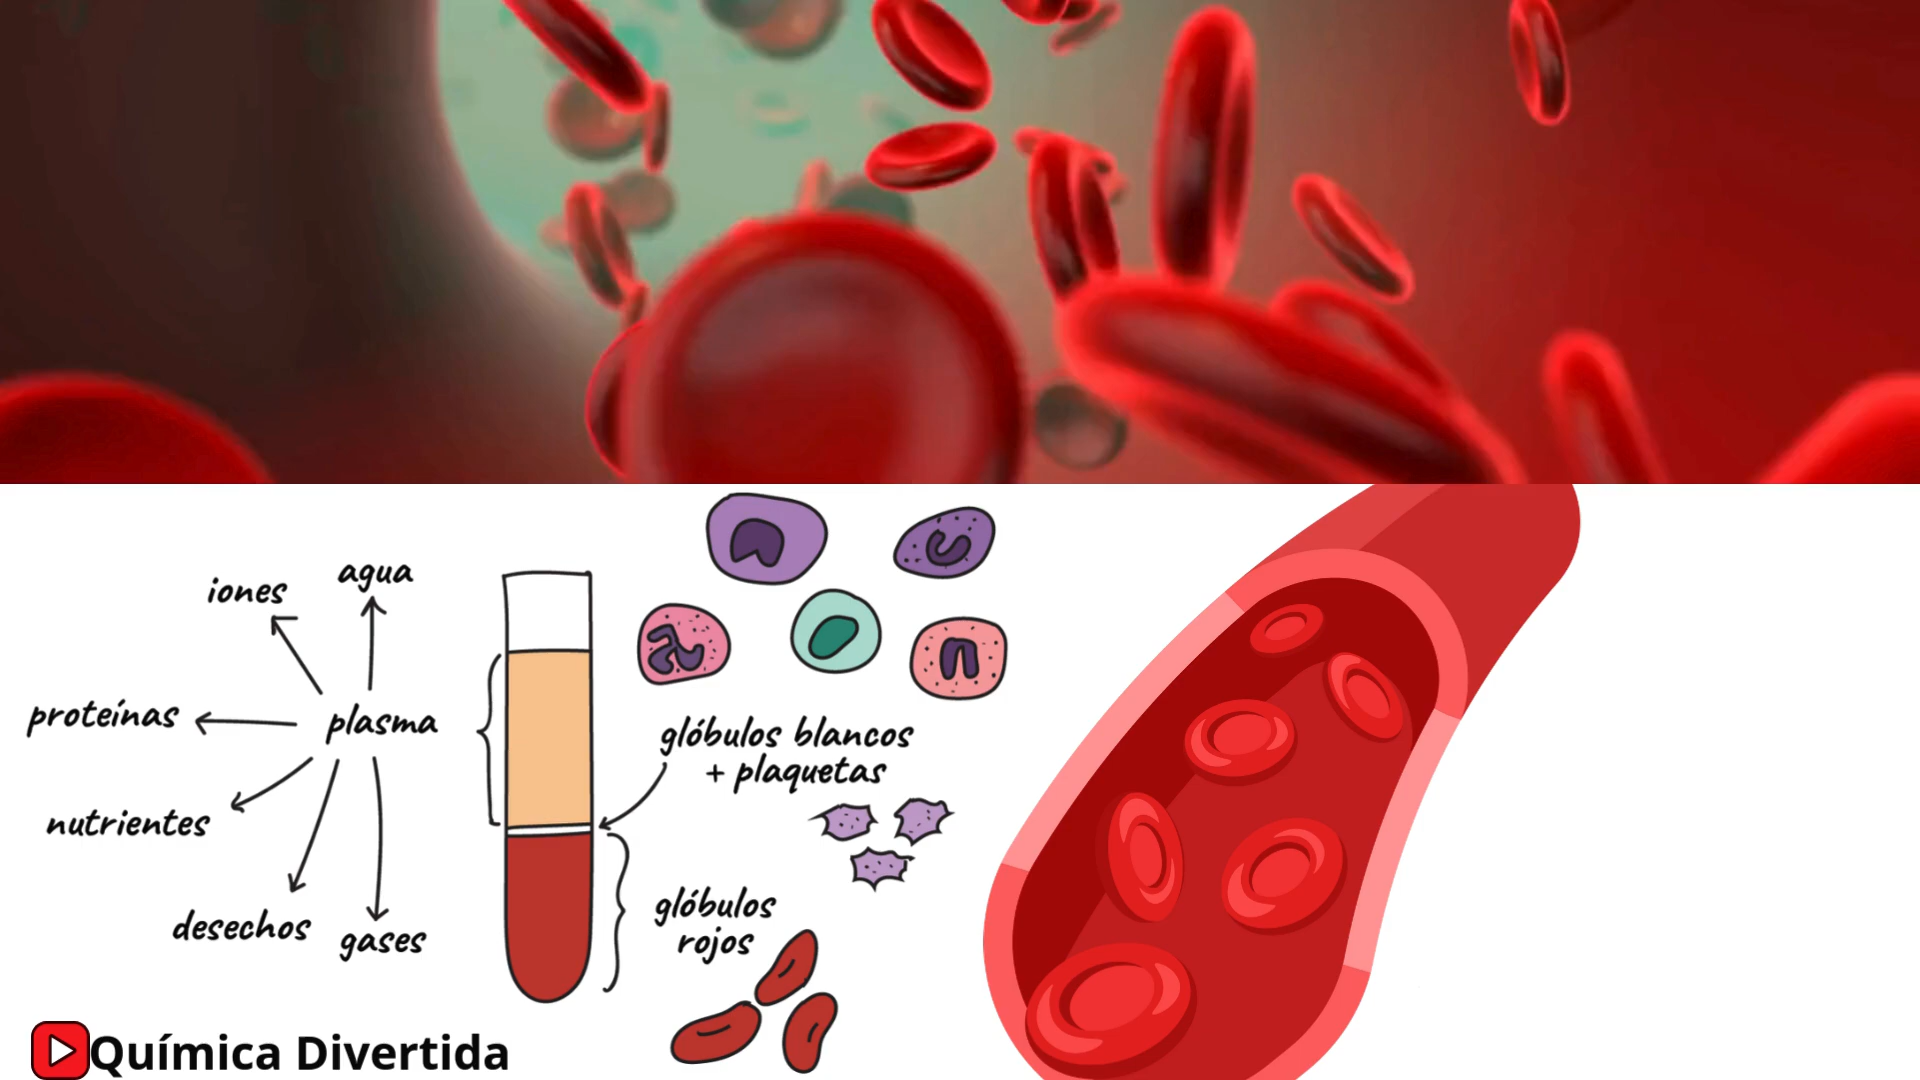 iones
agua
proteínas
plasma
nutrientes
desechos
gases
glóbulos blancos
+ plaquetas
glóbulos
rojos
Química Divertida